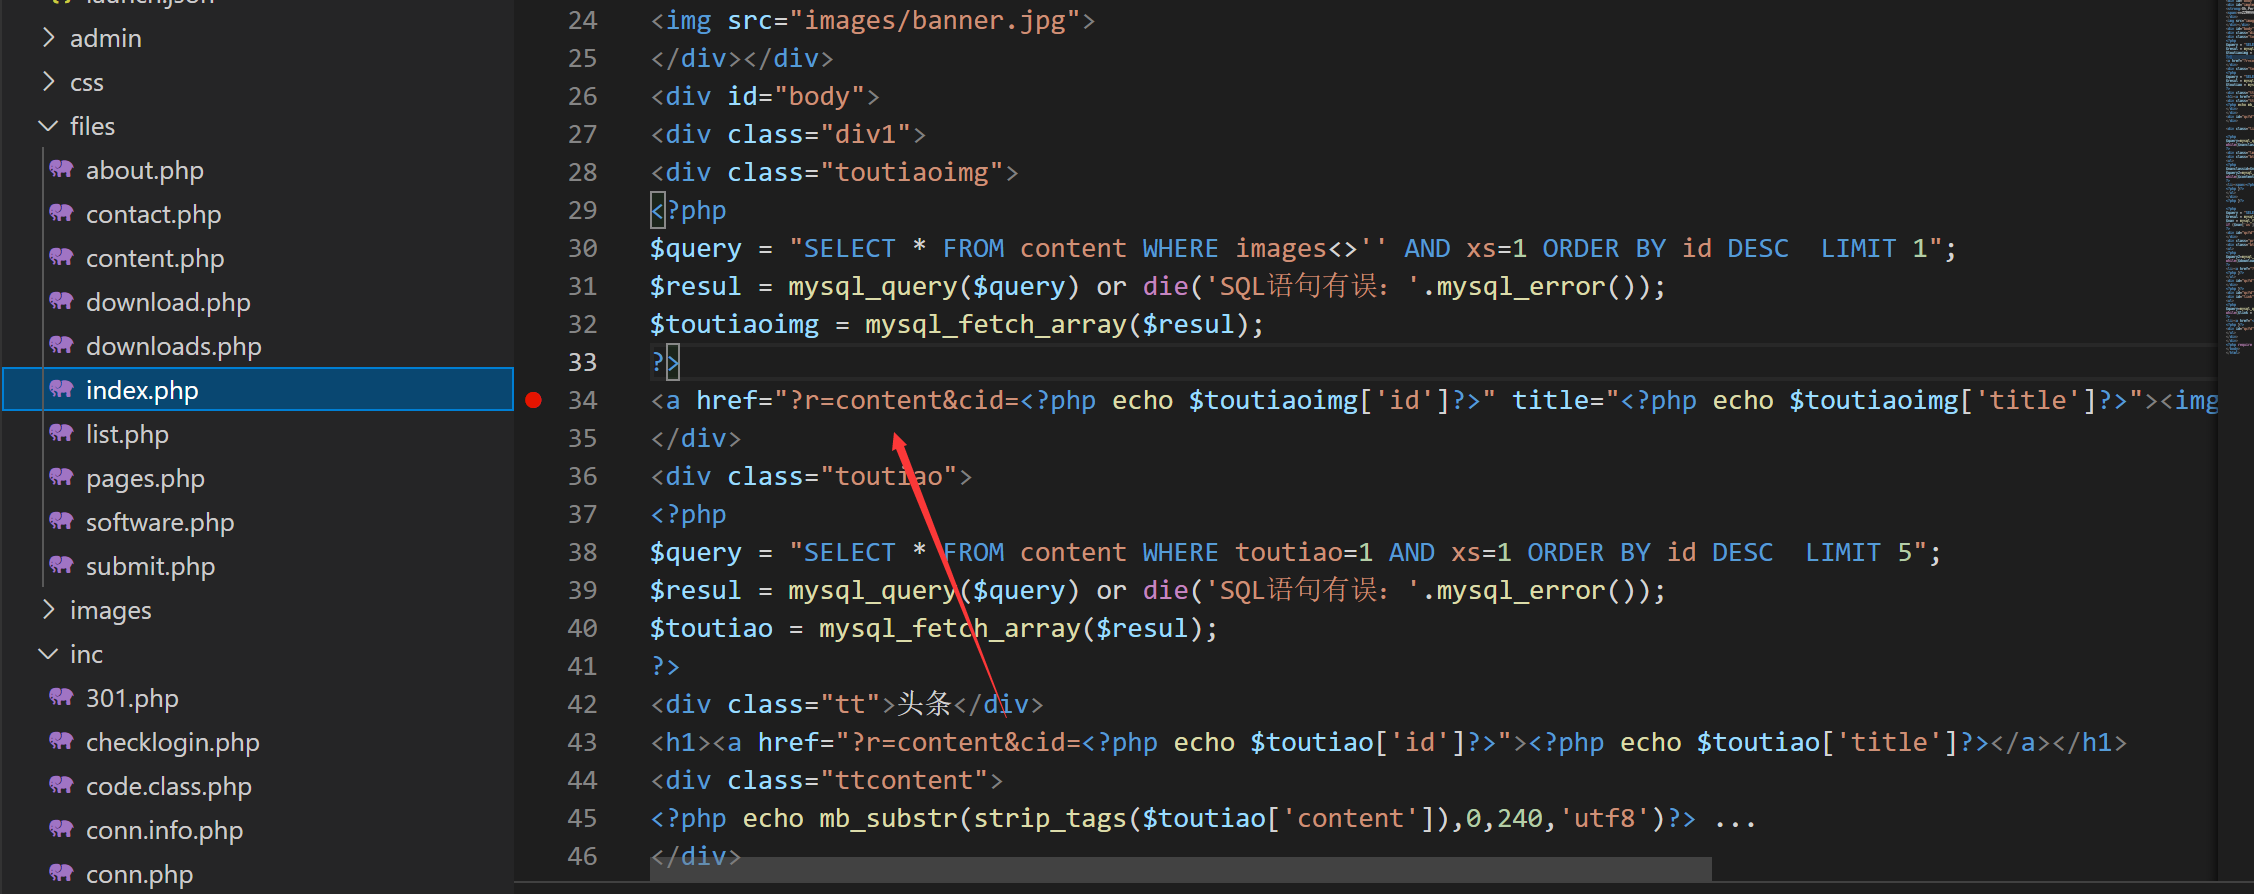 launch.json
admin
css
files
about.php
contact.php
content.php
download.php
downloads.php
index.php
list.php
pages.php
software.php
submit.php
images
inc
301.php
checklogin.php
code.class.php
conn.info.php
conn.php
24 <img src="images/banner.jpg">
25 </div></div>
26 <div id="body">
27 <div class="div1">
28 <div class="toutiaoimg">
29 <?php
30 $query = "SELECT * FROM content WHERE images<>'' AND xs=1 ORDER BY id DESC  LIMIT 1";
31 $resul = mysql_query($query) or die('SQL语句有误：'.mysql_error());
32 $toutiaoimg = mysql_fetch_array($resul);
33 ?>
34 <a href="?r=content&cid=<?php echo $toutiaoimg['id']?>" title="<?php echo $toutiaoimg['title']?>"><img
35 </div>
36 <div class="toutiao">
37 <?php
38 $query = "SELECT * FROM content WHERE toutiao=1 AND xs=1 ORDER BY id DESC  LIMIT 5";
39 $resul = mysql_query($query) or die('SQL语句有误：'.mysql_error());
40 $toutiao = mysql_fetch_array($resul);
41 ?>
42 <div class="tt">头条</div>
43 <h1><a href="?r=content&cid=<?php echo $toutiao['id']?>"><?php echo $toutiao['title']?></a></h1>
44 <div class="ttcontent">
45 <?php echo mb_substr(strip_tags($toutiao['content']),0,240,'utf8')?> ...
46 </div>